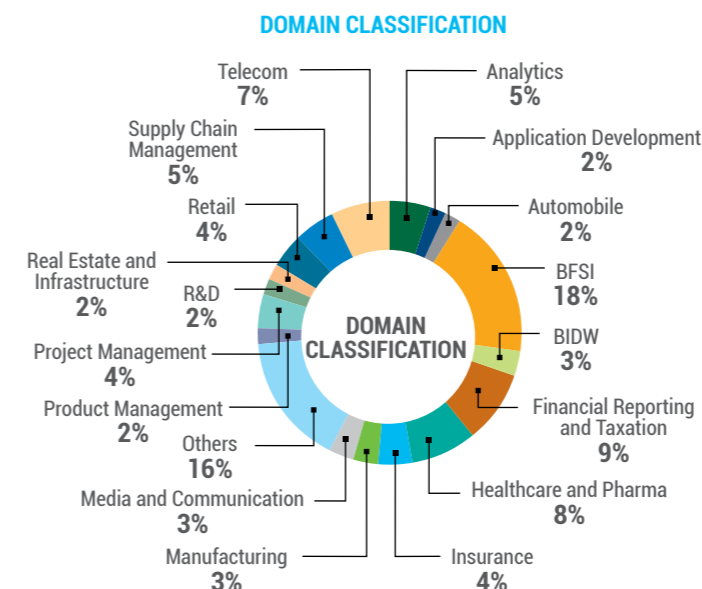 DOMAIN CLASSIFICATION
Telecom
7%
Analytics
5%
Supply Chain
Management
5%
Application Development
2%
Retail
4%
Automobile
2%
Real Estate and
Infrastructure
2%
R&D
2%
BFSI
18%
DOMAIN
CLASSIFICATION
Project Management
4%
BIDW
3%
Product Management
2%
Financial Reporting
and Taxation
9%
Others
16%
Healthcare and Pharma
8%
Media and Communication
3%
Manufacturing
3%
Insurance
4%